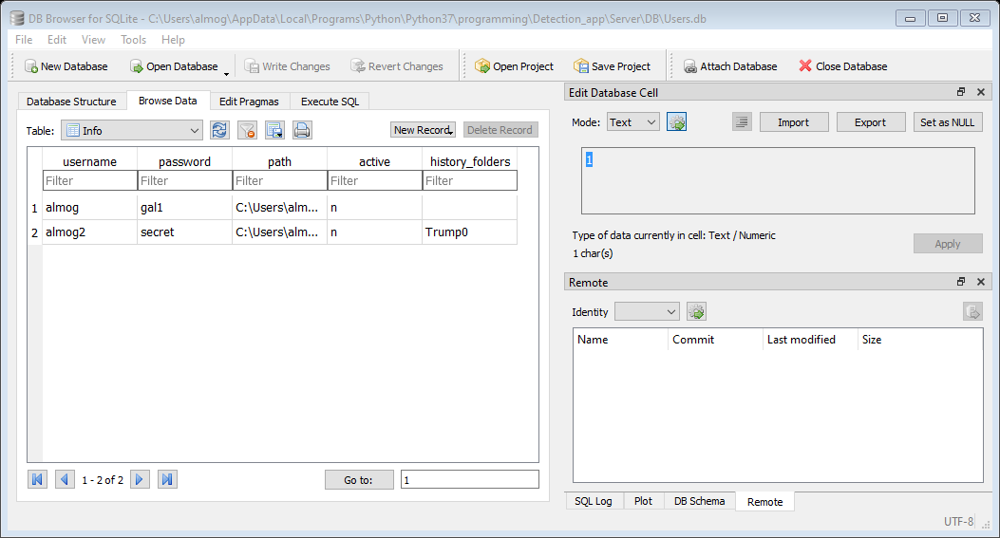 DB Browser for SQLite - C:\Users\almog\AppData\Local\Programs\Python\Python37\programming\Detection_app\Server\DB\Users.db
File Edit View Tools Help
New Database Open Database Write Changes Revert Changes Open Project Save Project Attach Database Close Database
Database Structure Browse Data Edit Pragmas Execute SQL
Table: Info New Record Delete Record
username password path active history_folders
Filter Filter Filter Filter Filter
1 almog gal1 C:\Users\alm... n
2 almog2 secret C:\Users\alm... n Trump0
1 - 2 of 2 Go to: 1
Edit Database Cell
Mode: Text Import Export Set as NULL
1
Type of data currently in cell: Text / Numeric
1 char(s)
Apply
Remote
Identity
Name Commit Last modified Size
SQL Log Plot DB Schema Remote
UTF-8